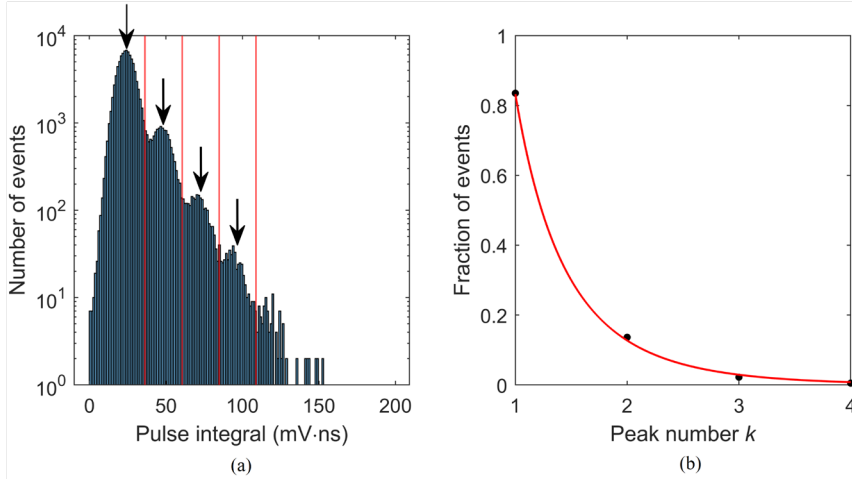 10^4
10^3
10^2
10^1
10^0
Number of events
0 50 100 150 200
Pulse integral (mV·ns)
(a)
1
0.8
0.6
0.4
0.2
0
Fraction of events
1 2 3 4
Peak number k
(b)